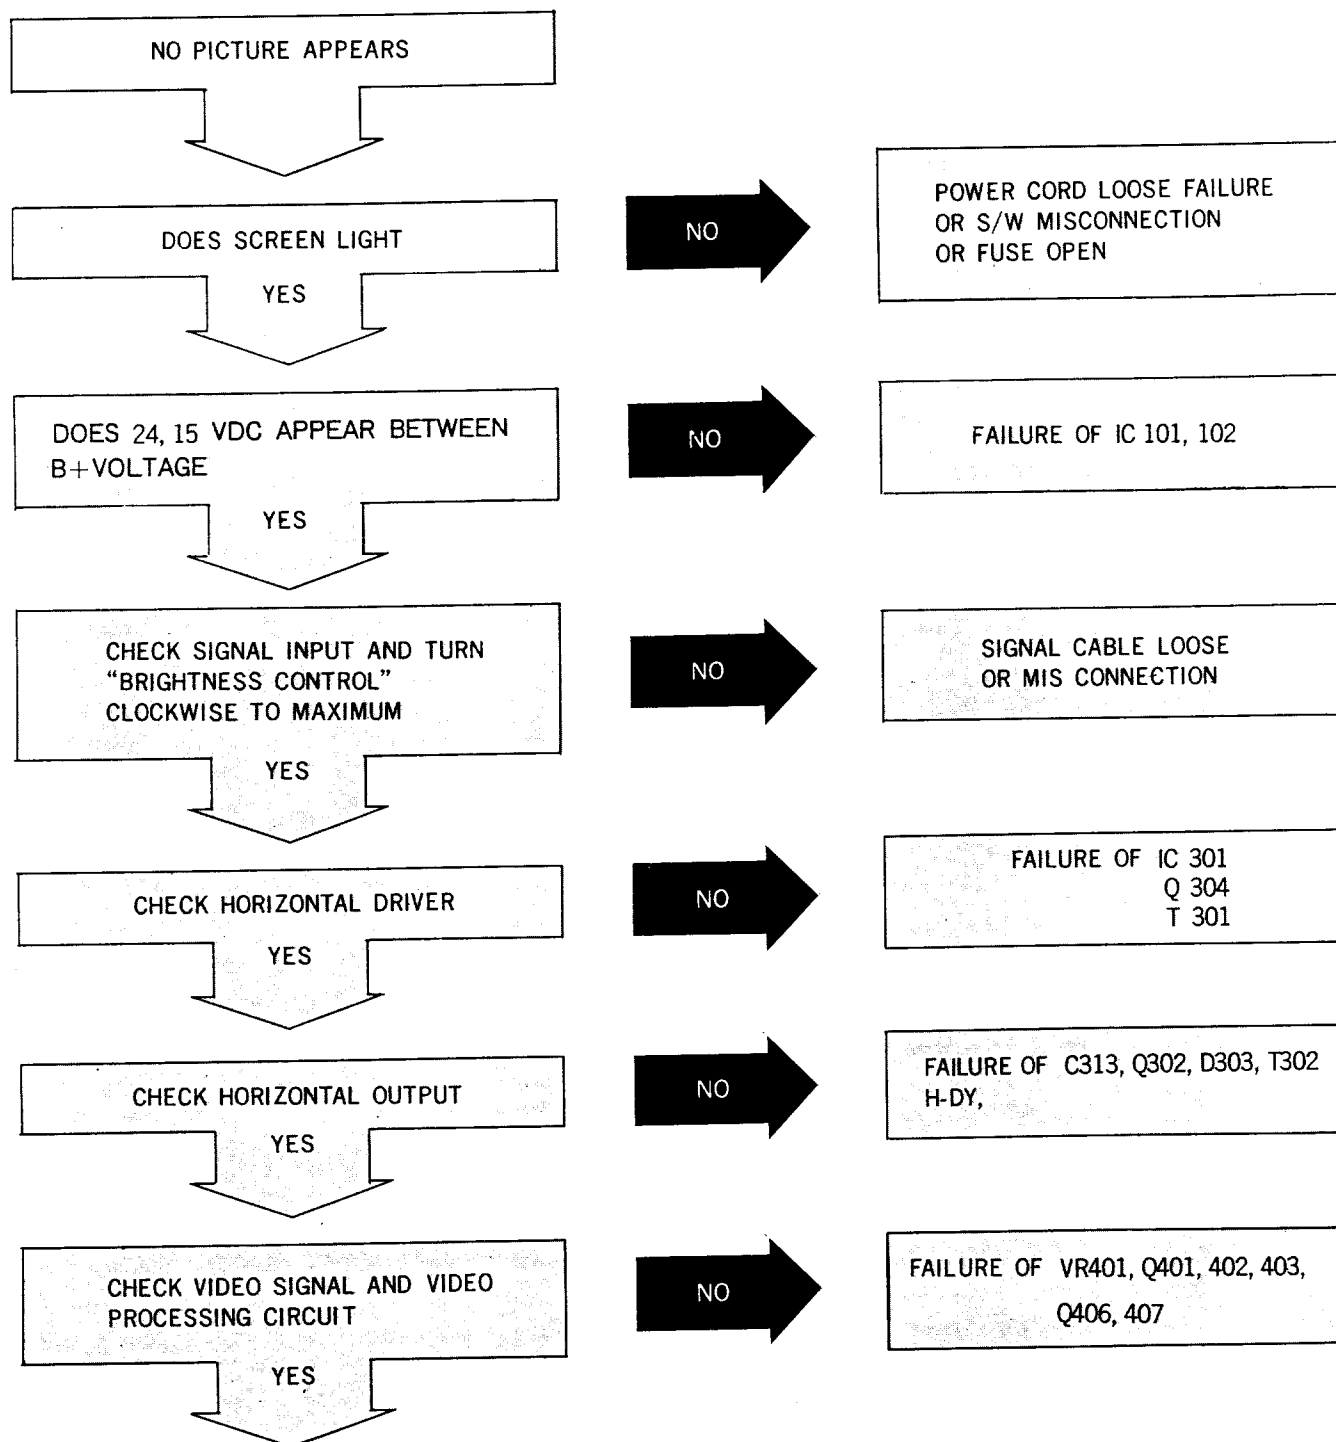 NO PICTURE APPEARS
DOES SCREEN LIGHT
NO
POWER CORD LOOSE FAILURE
OR S/W MISCONNECTION
OR FUSE OPEN
YES
DOES 24, 15 VDC APPEAR BETWEEN
B+VOLTAGE
NO
FAILURE OF IC 101, 102
YES
CHECK SIGNAL INPUT AND TURN
“BRIGHTNESS CONTROL”
CLOCKWISE TO MAXIMUM
NO
SIGNAL CABLE LOOSE
OR MIS CONNECTION
YES
CHECK HORIZONTAL DRIVER
NO
FAILURE OF IC 301
Q 304
T 301
YES
CHECK HORIZONTAL OUTPUT
NO
FAILURE OF C313, Q302, D303, T302
H-DY,
YES
CHECK VIDEO SIGNAL AND VIDEO
PROCESSING CIRCUIT
NO
FAILURE OF VR401, Q401, 402, 403,
Q406, 407
YES